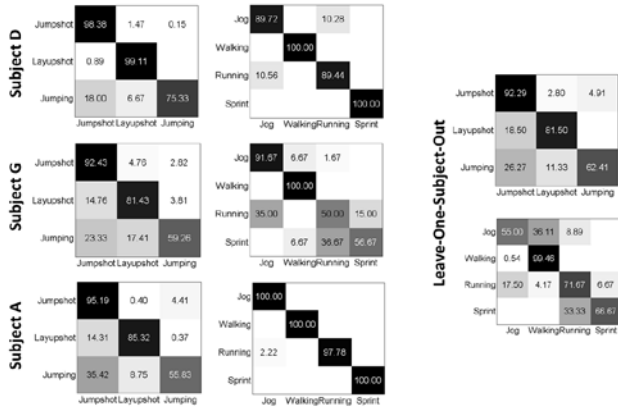 Subject D
Jumpshot 98.38 1.47 0.15
Layupshot 0.89 99.11
Jumping 18.00 6.67 75.33
Jumpshot Layupshot Jumping
Jog 89.72 10.28
Walking 100.00
Running 10.56 89.44
Sprint 100.00
Jog Walking Running Sprint
Subject G
Jumpshot 92.43 4.76 2.82
Layupshot 14.76 81.43 3.81
Jumping 23.33 17.41 59.26
Jumpshot Layupshot Jumping
Jog 91.67 6.67 1.67
Walking 100.00
Running 35.00 50.00 15.00
Sprint 6.67 36.67 56.67
Jog Walking Running Sprint
Subject A
Jumpshot 95.19 0.40 4.41
Layupshot 14.31 85.32 0.37
Jumping 35.42 8.75 55.83
Jumpshot Layupshot Jumping
Jog 100.00
Walking 100.00
Running 2.22 97.78
Sprint 100.00
Jog Walking Running Sprint
Leave-One-Subject-Out
Jumpshot 92.29 2.80 4.91
Layupshot 18.50 81.50
Jumping 26.27 11.33 62.41
Jumpshot Layupshot Jumping
Jog 55.00 36.11 8.89
Walking 0.54 99.46
Running 17.50 4.17 71.67 6.67
Sprint 33.33 66.67
Jog Walking Running Sprint